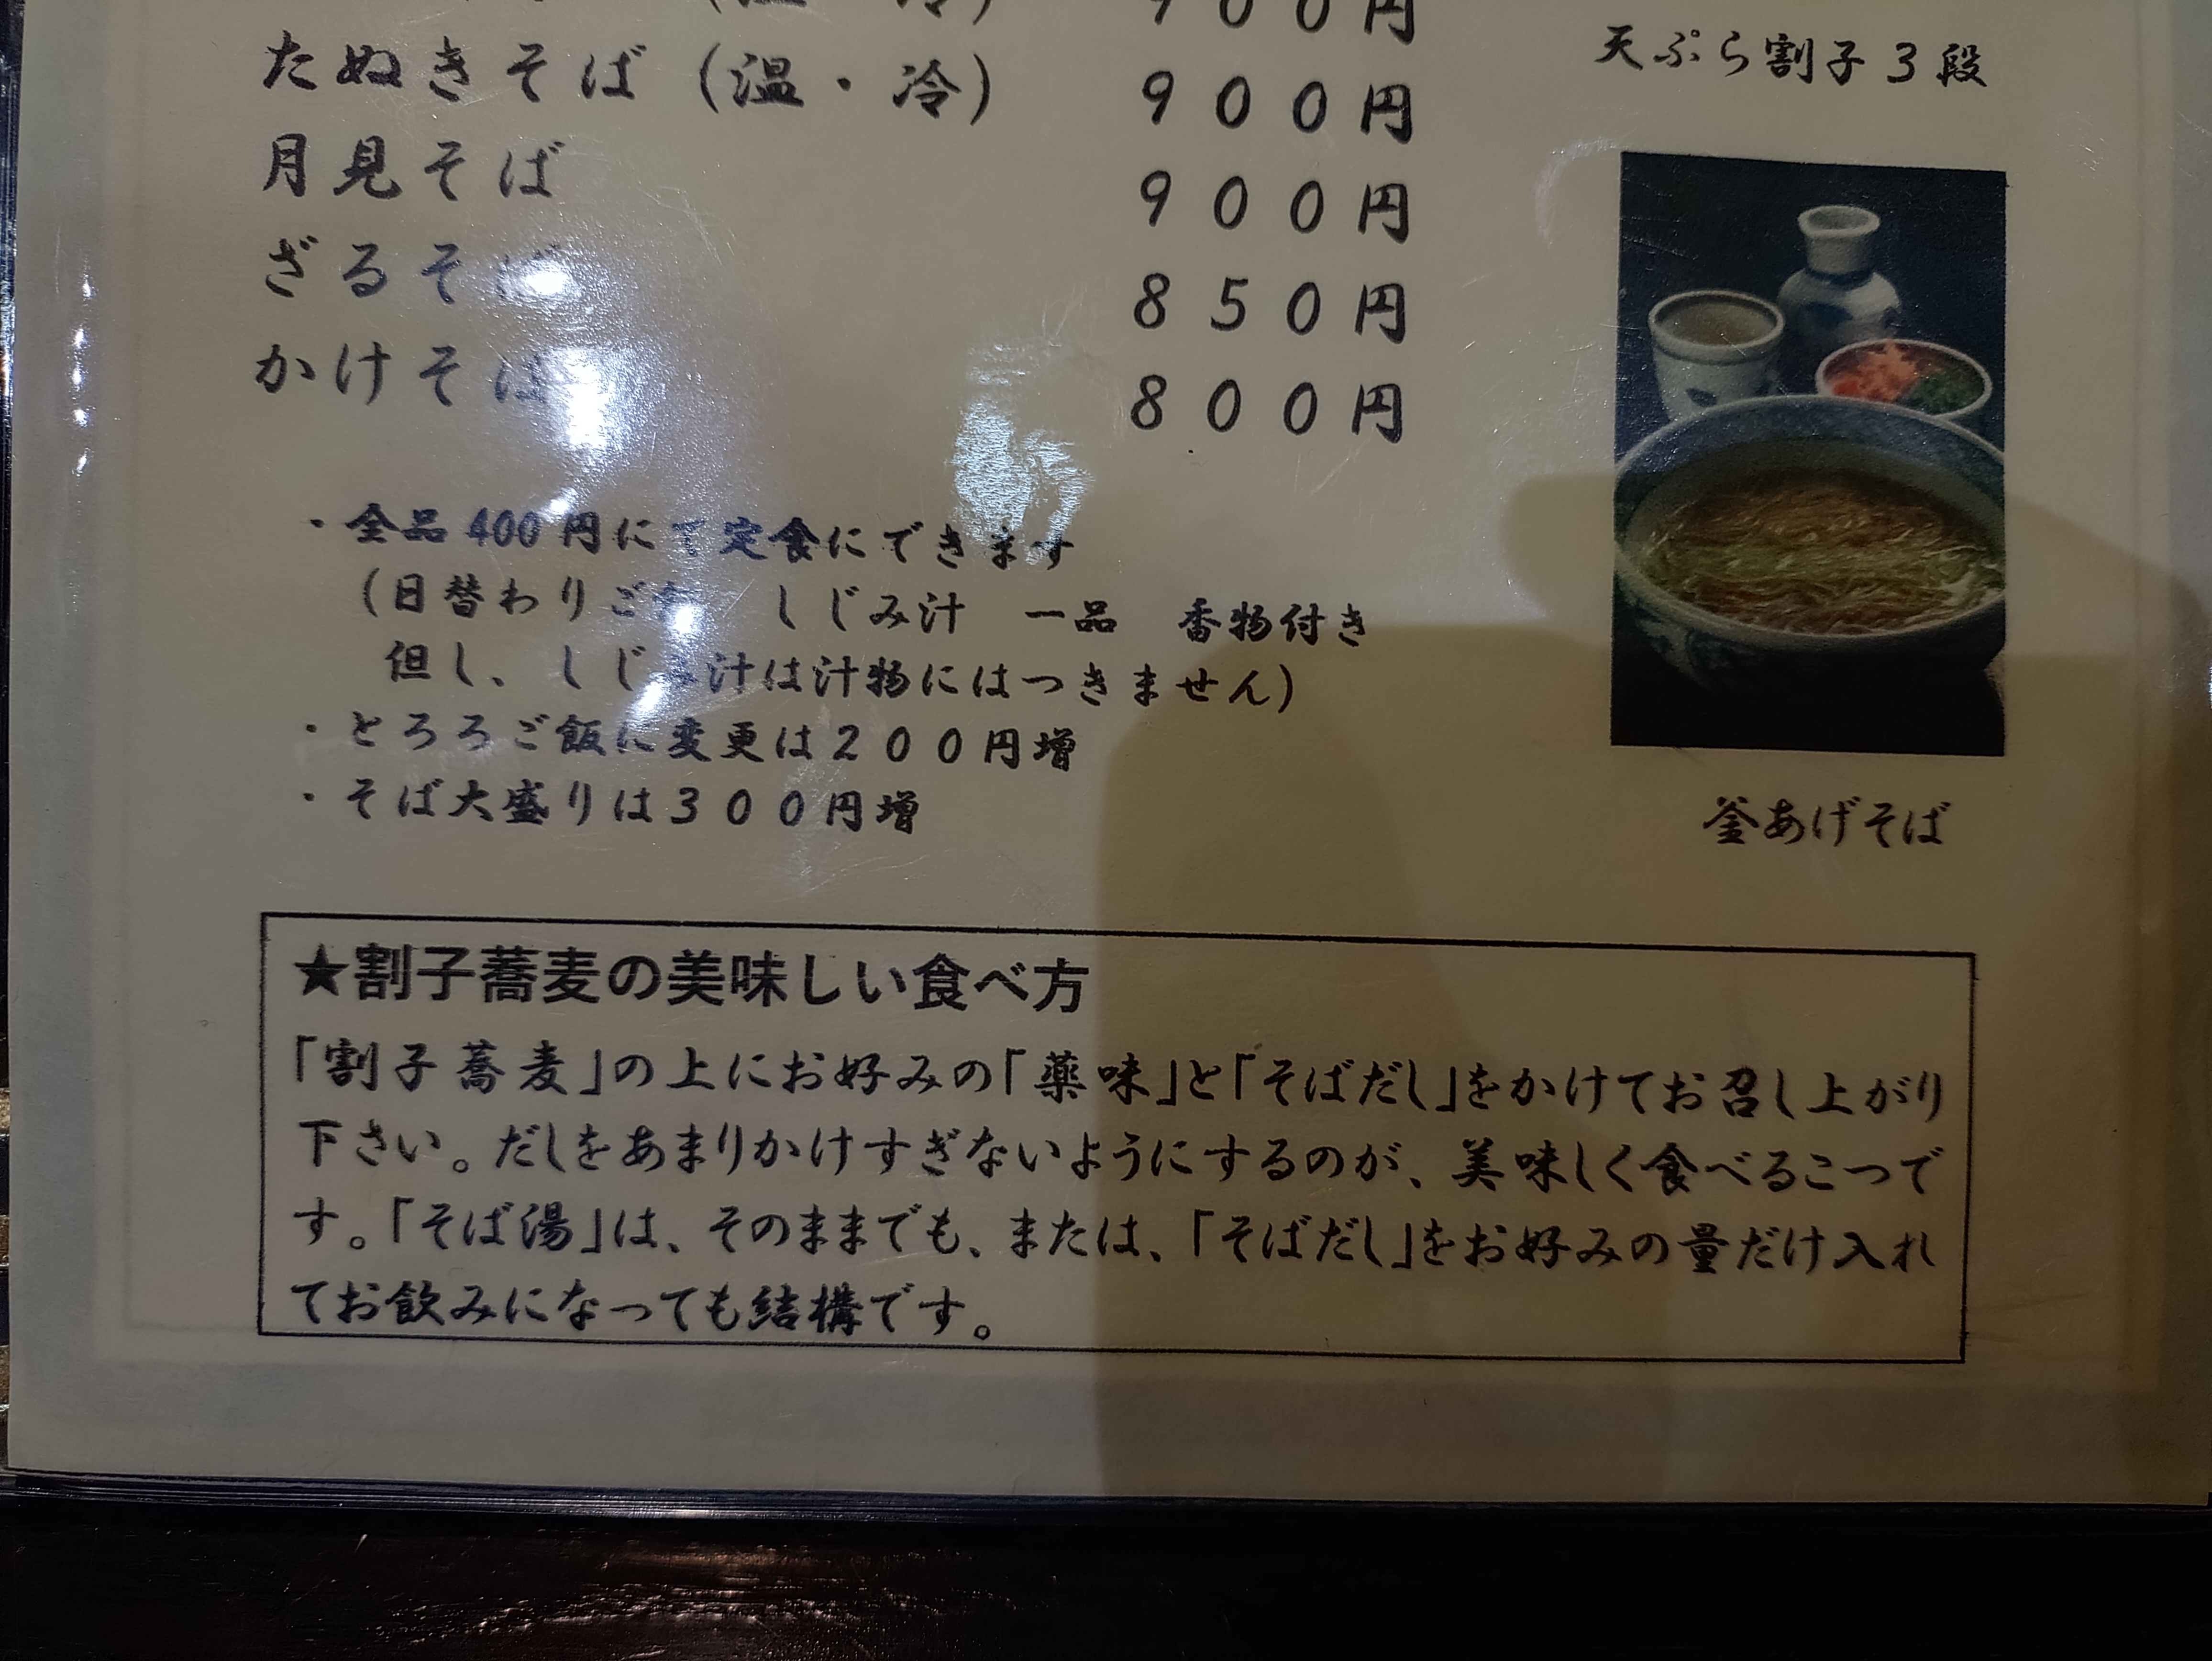 900円
たぬきそば (温・冷) 900円
月見そば 900円
ざるそば 850円
かけそば 800円
・全品400円にて定食にできます
(日替わりご飯 しじみ汁 一品 香物付き
但し、しじみ汁は汁物にはつきません)
・とろろご飯に変更は200円増
・そば大盛りは300円増
天ぷら割子3段
釜あげそば
★割子蕎麦の美味しい食べ方
「割子蕎麦」の上にお好みの「薬味」と「そばだし」をかけてお召し上がり
下さい。だしをあまりかけすぎないようにするのが、美味しく食べるこつで
す。「そば湯」は、そのままでも、または、「そばだし」をお好みの量だけ入れ
てお飲みになっても結構です。